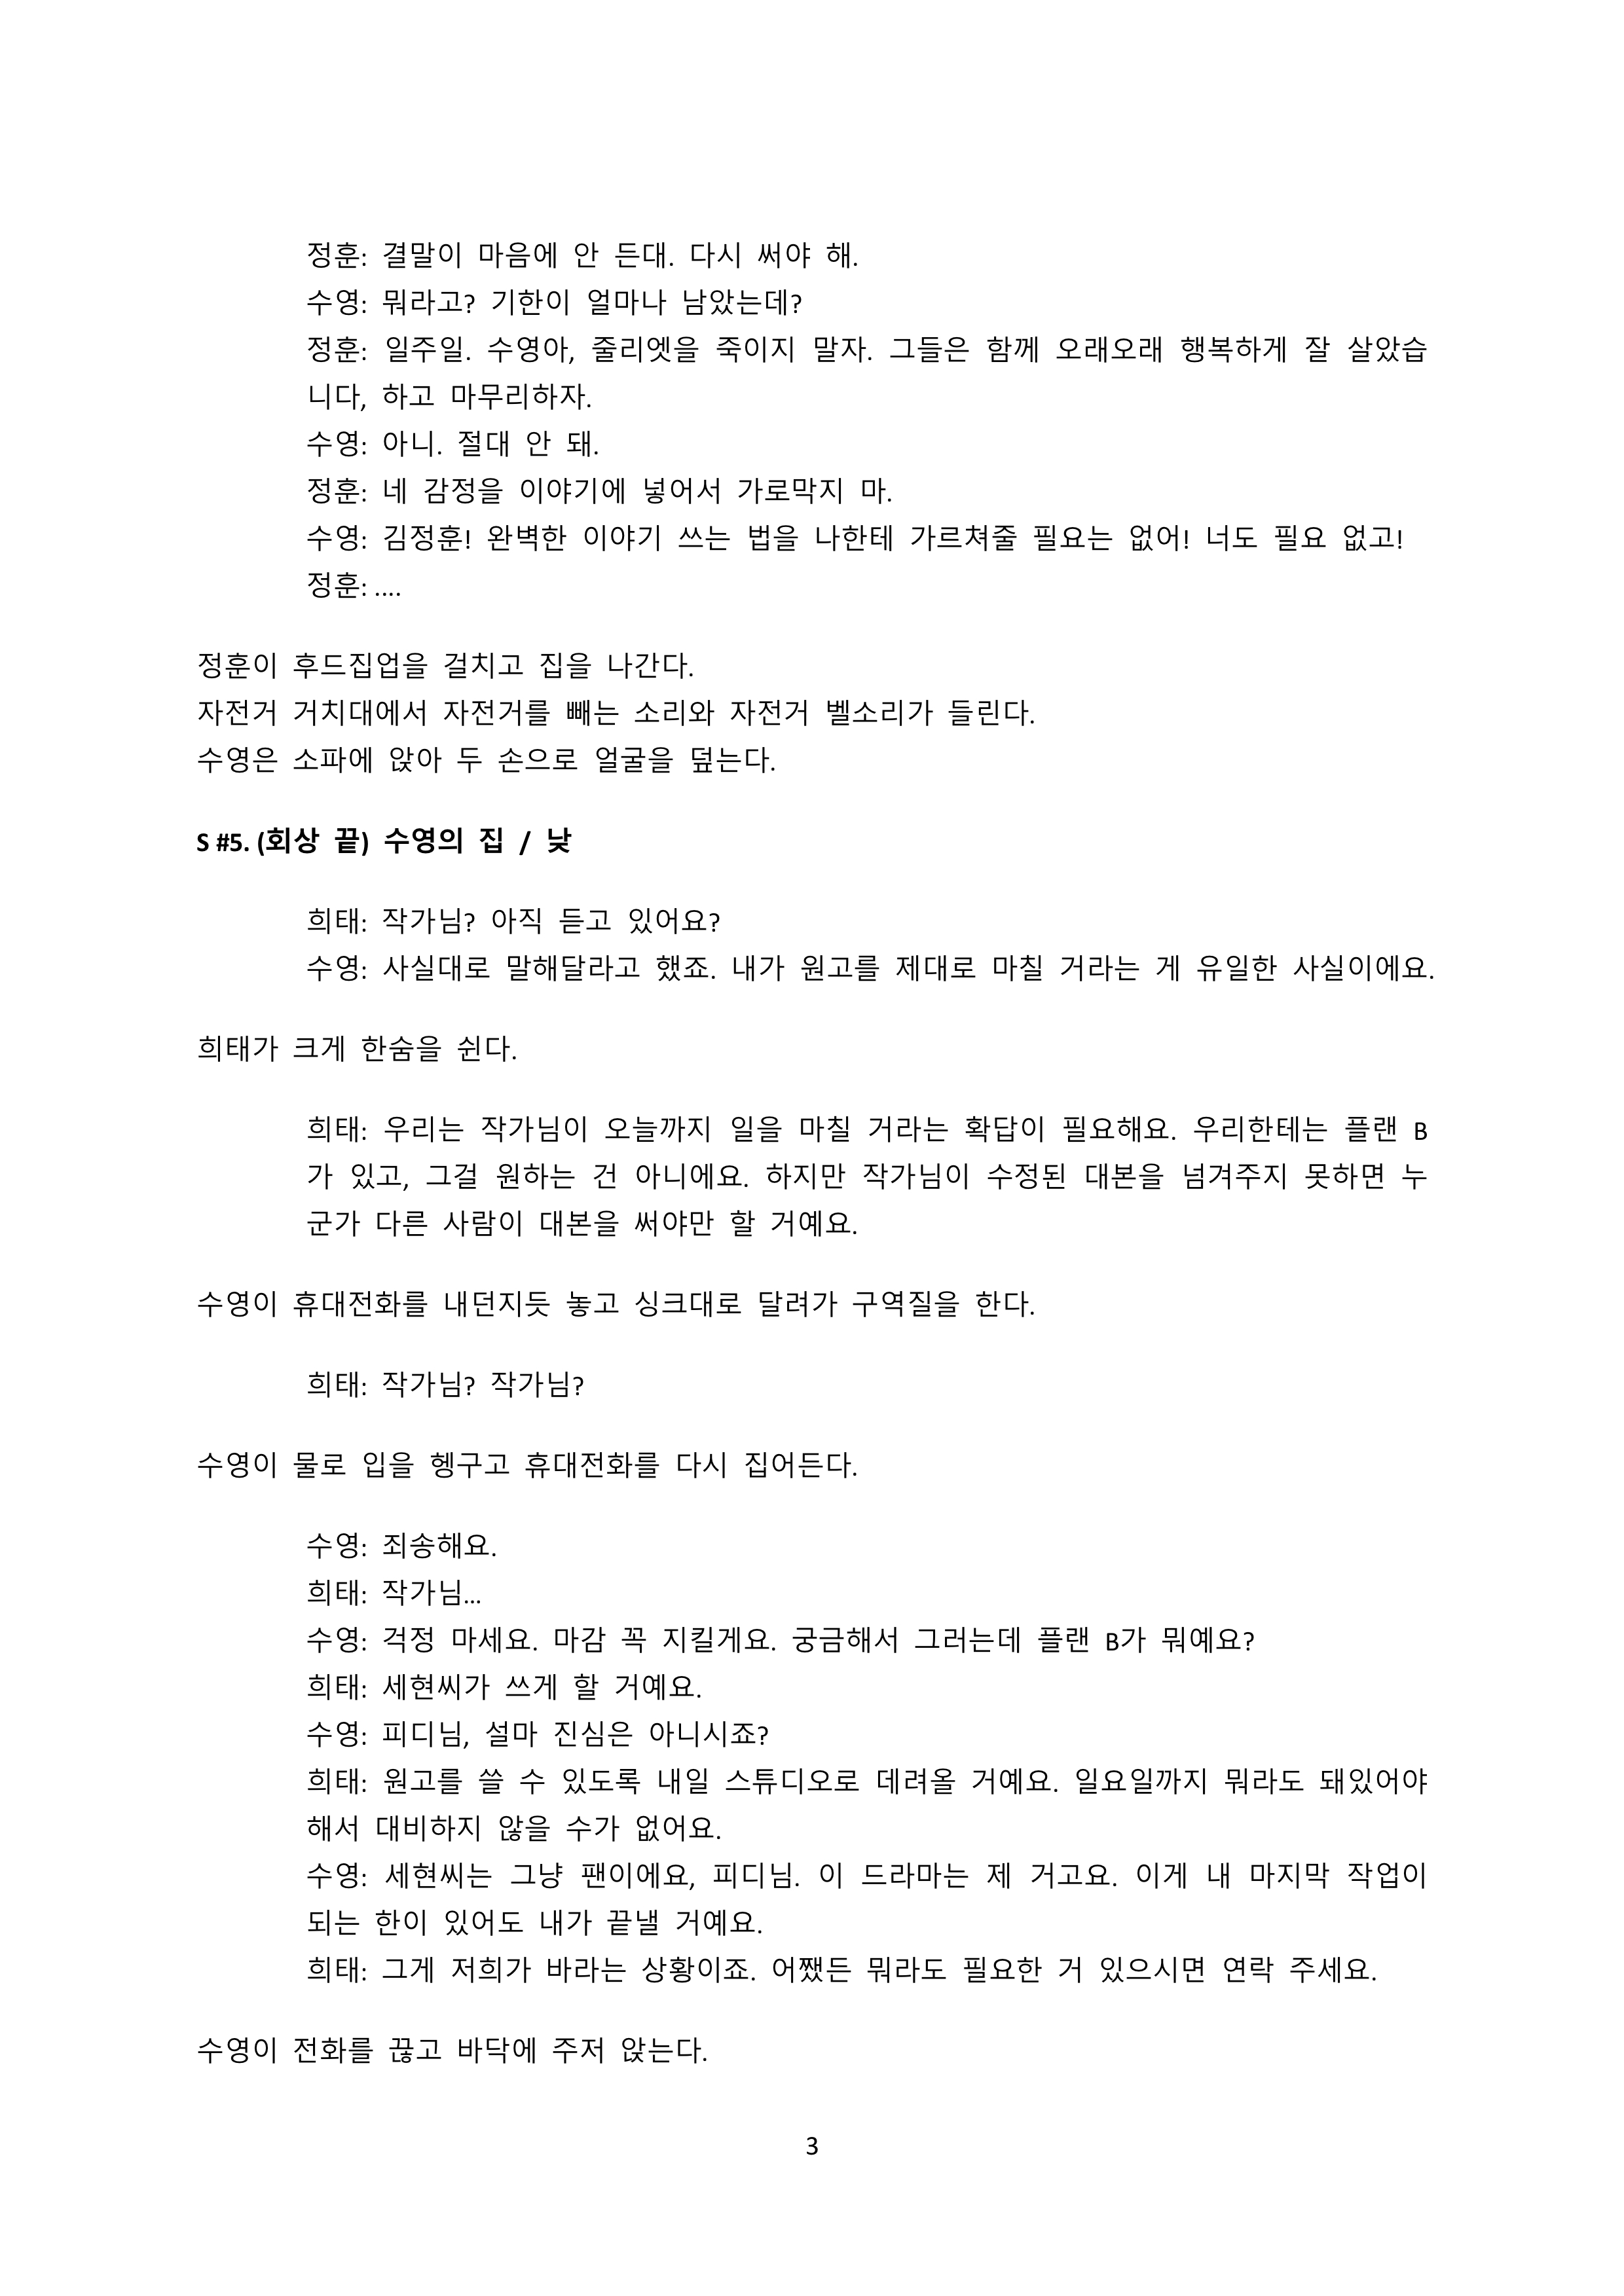 정훈: 결말이 마음에 안 든대. 다시 써야 해.
수영: 뭐라고? 기한이 얼마나 남았는데?
정훈: 일주일. 수영아, 줄리엣을 죽이지 말자. 그들은 함께 오래오래 행복하게 잘 살았습
니다, 하고 마무리하자.
수영: 아니. 절대 안 돼.
정훈: 네 감정을 이야기에 넣어서 가로막지 마.
수영: 김정훈! 완벽한 이야기 쓰는 법을 나한테 가르쳐줄 필요는 없어! 너도 필요 없고!
정훈: ....
정훈이 후드집업을 걸치고 집을 나간다.
자전거 거치대에서 자전거를 빼는 소리와 자전거 벨소리가 들린다.
수영은 소파에 앉아 두 손으로 얼굴을 덮는다.
S #5. (회상 끝) 수영의 집 / 낮
희태: 작가님? 아직 듣고 있어요?
수영: 사실대로 말해달라고 했죠. 내가 원고를 제대로 마칠 거라는 게 유일한 사실이에요.
희태가 크게 한숨을 쉰다.
희태: 우리는 작가님이 오늘까지 일을 마칠 거라는 확답이 필요해요. 우리한테는 플랜 B
가 있고, 그걸 원하는 건 아니에요. 하지만 작가님이 수정된 대본을 넘겨주지 못하면 누
군가 다른 사람이 대본을 써야만 할 거예요.
수영이 휴대전화를 내던지듯 놓고 싱크대로 달려가 구역질을 한다.
희태: 작가님? 작가님?
수영이 물로 입을 헹구고 휴대전화를 다시 집어든다.
수영: 죄송해요.
희태: 작가님...
수영: 걱정 마세요. 마감 꼭 지킬게요. 궁금해서 그러는데 플랜 B가 뭐예요?
희태: 세현씨가 쓰게 할 거예요.
수영: 피디님, 설마 진심은 아니시죠?
희태: 원고를 쓸 수 있도록 내일 스튜디오로 데려올 거예요. 일요일까지 뭐라도 돼있어야
해서 대비하지 않을 수가 없어요.
수영: 세현씨는 그냥 팬이에요, 피디님. 이 드라마는 제 거고요. 이게 내 마지막 작업이
되는 한이 있어도 내가 끝낼 거예요.
희태: 그게 저희가 바라는 상황이죠. 어쨌든 뭐라도 필요한 거 있으시면 연락 주세요.
수영이 전화를 끊고 바닥에 주저 앉는다.
3